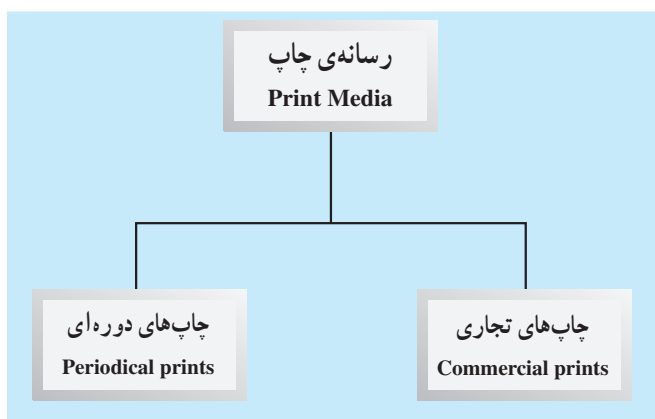 رسانه‌ی چاپ
Print Media
چاپ‌های تجاری
Commercial prints
چاپ‌های دوره‌ای
Periodical prints